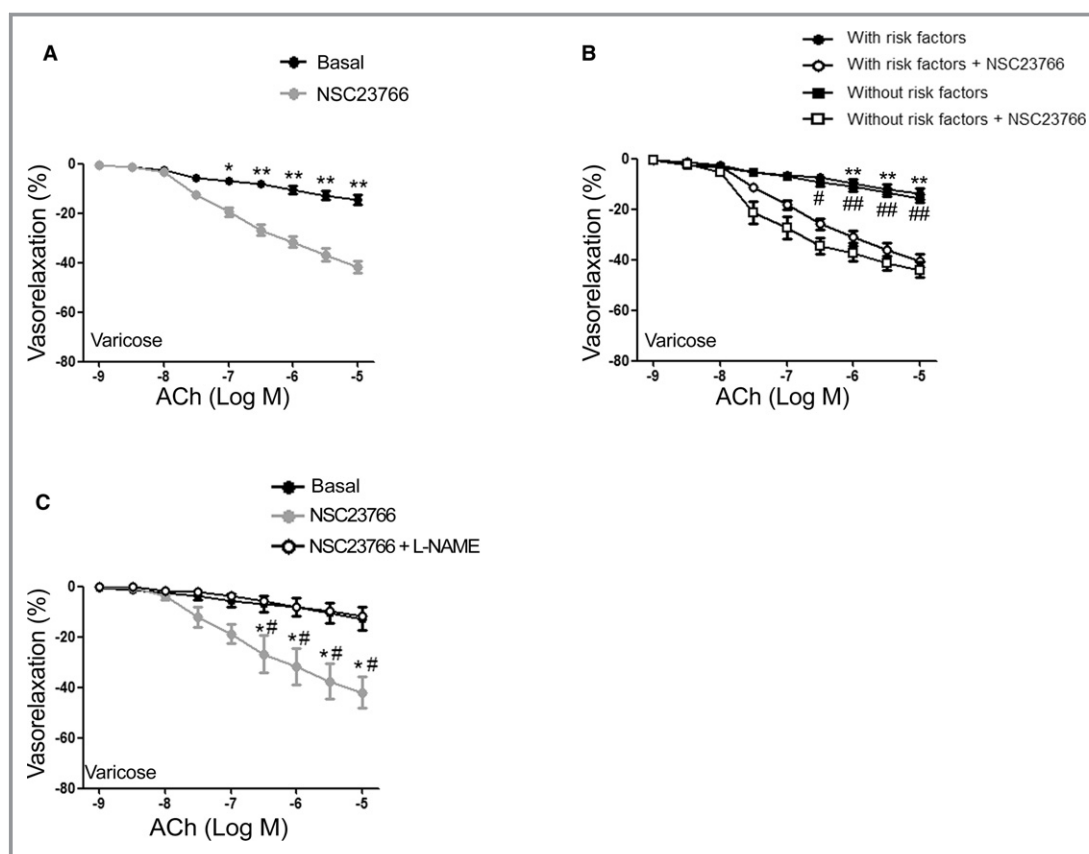 A
Basal
NSC23766
Vasorelaxation (%)
0
-20
-40
-60
-80
* ** ** ** **
Varicose
-9 -8 -7 -6 -5
ACh (Log M)
B
With risk factors
With risk factors + NSC23766
Without risk factors
Without risk factors + NSC23766
Vasorelaxation (%)
0
-20
-40
-60
-80
** ** **
# ## ## ##
Varicose
-9 -8 -7 -6 -5
ACh (Log M)
C
Basal
NSC23766
NSC23766 + L-NAME
Vasorelaxation (%)
0
-20
-40
-60
-80
*# *# *# *#
Varicose
-9 -8 -7 -6 -5
ACh (Log M)